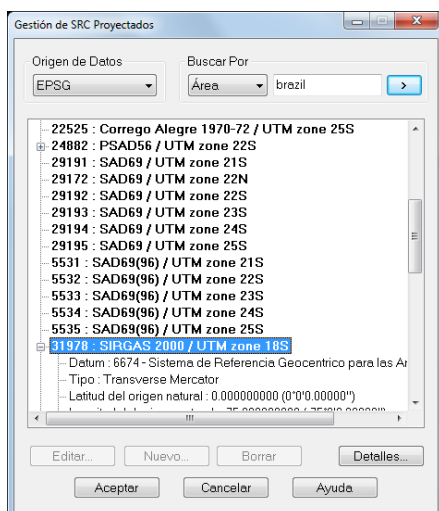 Gestión de SRC Proyectados
Origen de Datos
Buscar Por
EPSG
Área
brazil
>
22525 : Corrego Alegre 1970-72 / UTM zone 25S
24882 : PSAD56 / UTM zone 22S
29191 : SAD69 / UTM zone 21S
29172 : SAD69 / UTM zone 22N
29192 : SAD69 / UTM zone 22S
29193 : SAD69 / UTM zone 23S
29194 : SAD69 / UTM zone 24S
29195 : SAD69 / UTM zone 25S
5531 : SAD69(96) / UTM zone 21S
5532 : SAD69(96) / UTM zone 22S
5533 : SAD69(96) / UTM zone 23S
5534 : SAD69(96) / UTM zone 24S
5535 : SAD69(96) / UTM zone 25S
31978 : SIRGAS 2000 / UTM zone 18S
Datum : 6674 - Sistema de Referencia Geocentrico para las Ar
Tipo : Transverse Mercator
Latitud del origen natural : 0.000000000 (0°0'0.00000")
Editar...
Nuevo...
Borrar
Detalles...
Aceptar
Cancelar
Ayuda